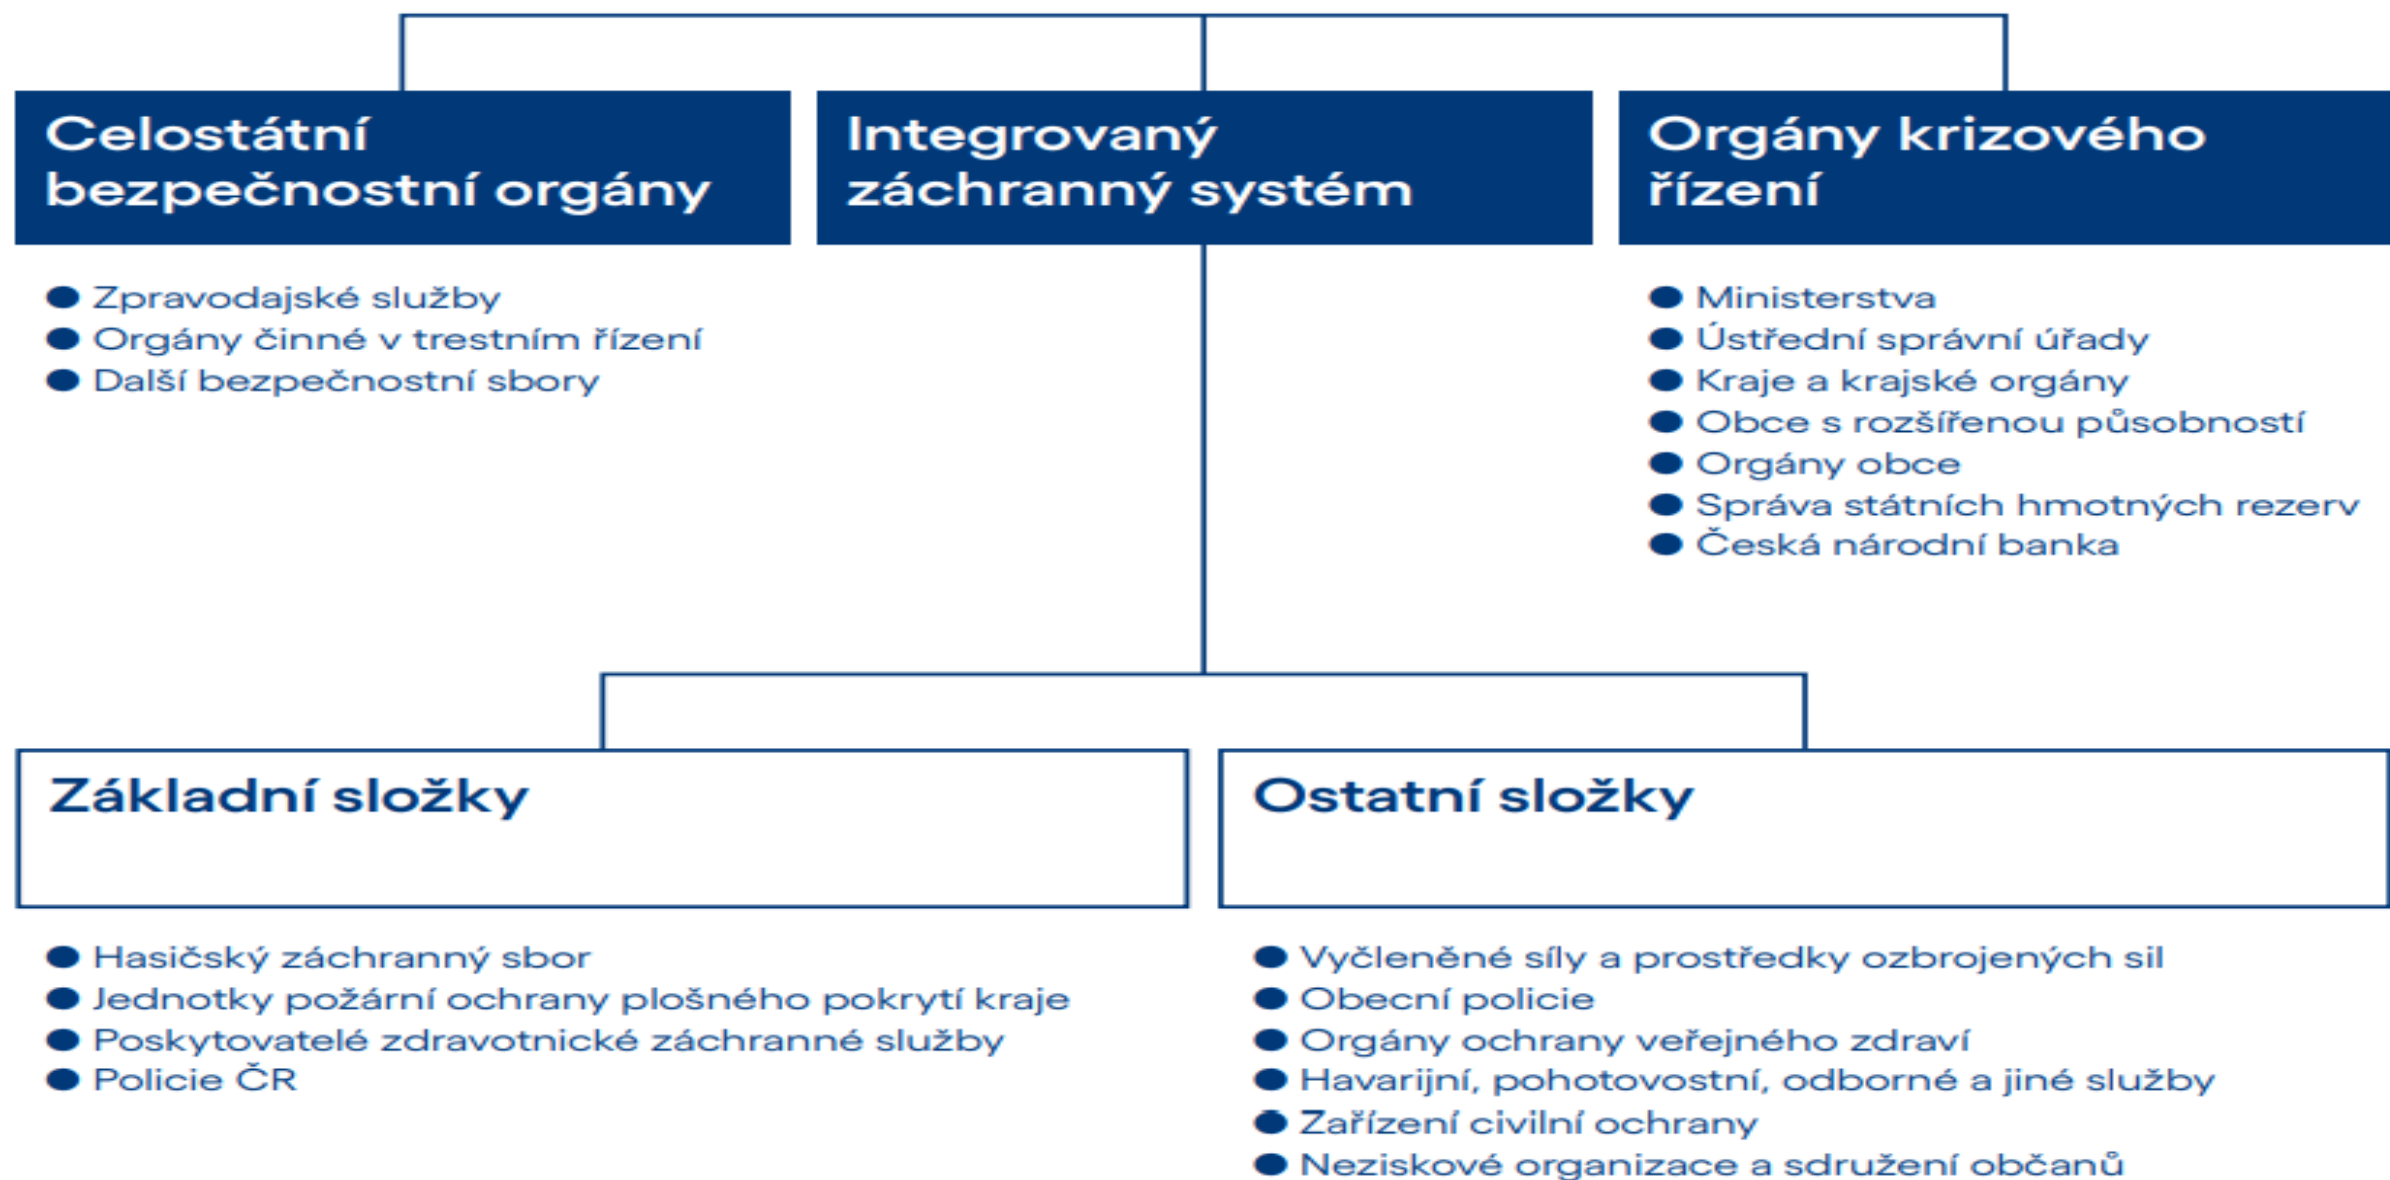 Celostátní
bezpečnostní orgány
Integrovaný
záchranný systém
Orgány krizového
řízení
● Zpravodajské služby
● Orgány činné v trestním řízení
● Další bezpečnostní sbory
● Ministerstva
● Ústřední správní úřady
● Kraje a krajské orgány
● Obce s rozšířenou působností
● Orgány obce
● Správa státních hmotných rezerv
● Česká národní banka
Základní složky
● Hasičský záchranný sbor
● Jednotky požární ochrany plošného pokrytí kraje
● Poskytovatelé zdravotnické záchranné služby
● Policie ČR
Ostatní složky
● Vyčleněné síly a prostředky ozbrojených sil
● Obecní policie
● Orgány ochrany veřejného zdraví
● Havarijní, pohotovostní, odborné a jiné služby
● Zařízení civilní ochrany
● Neziskové organizace a sdružení občanů